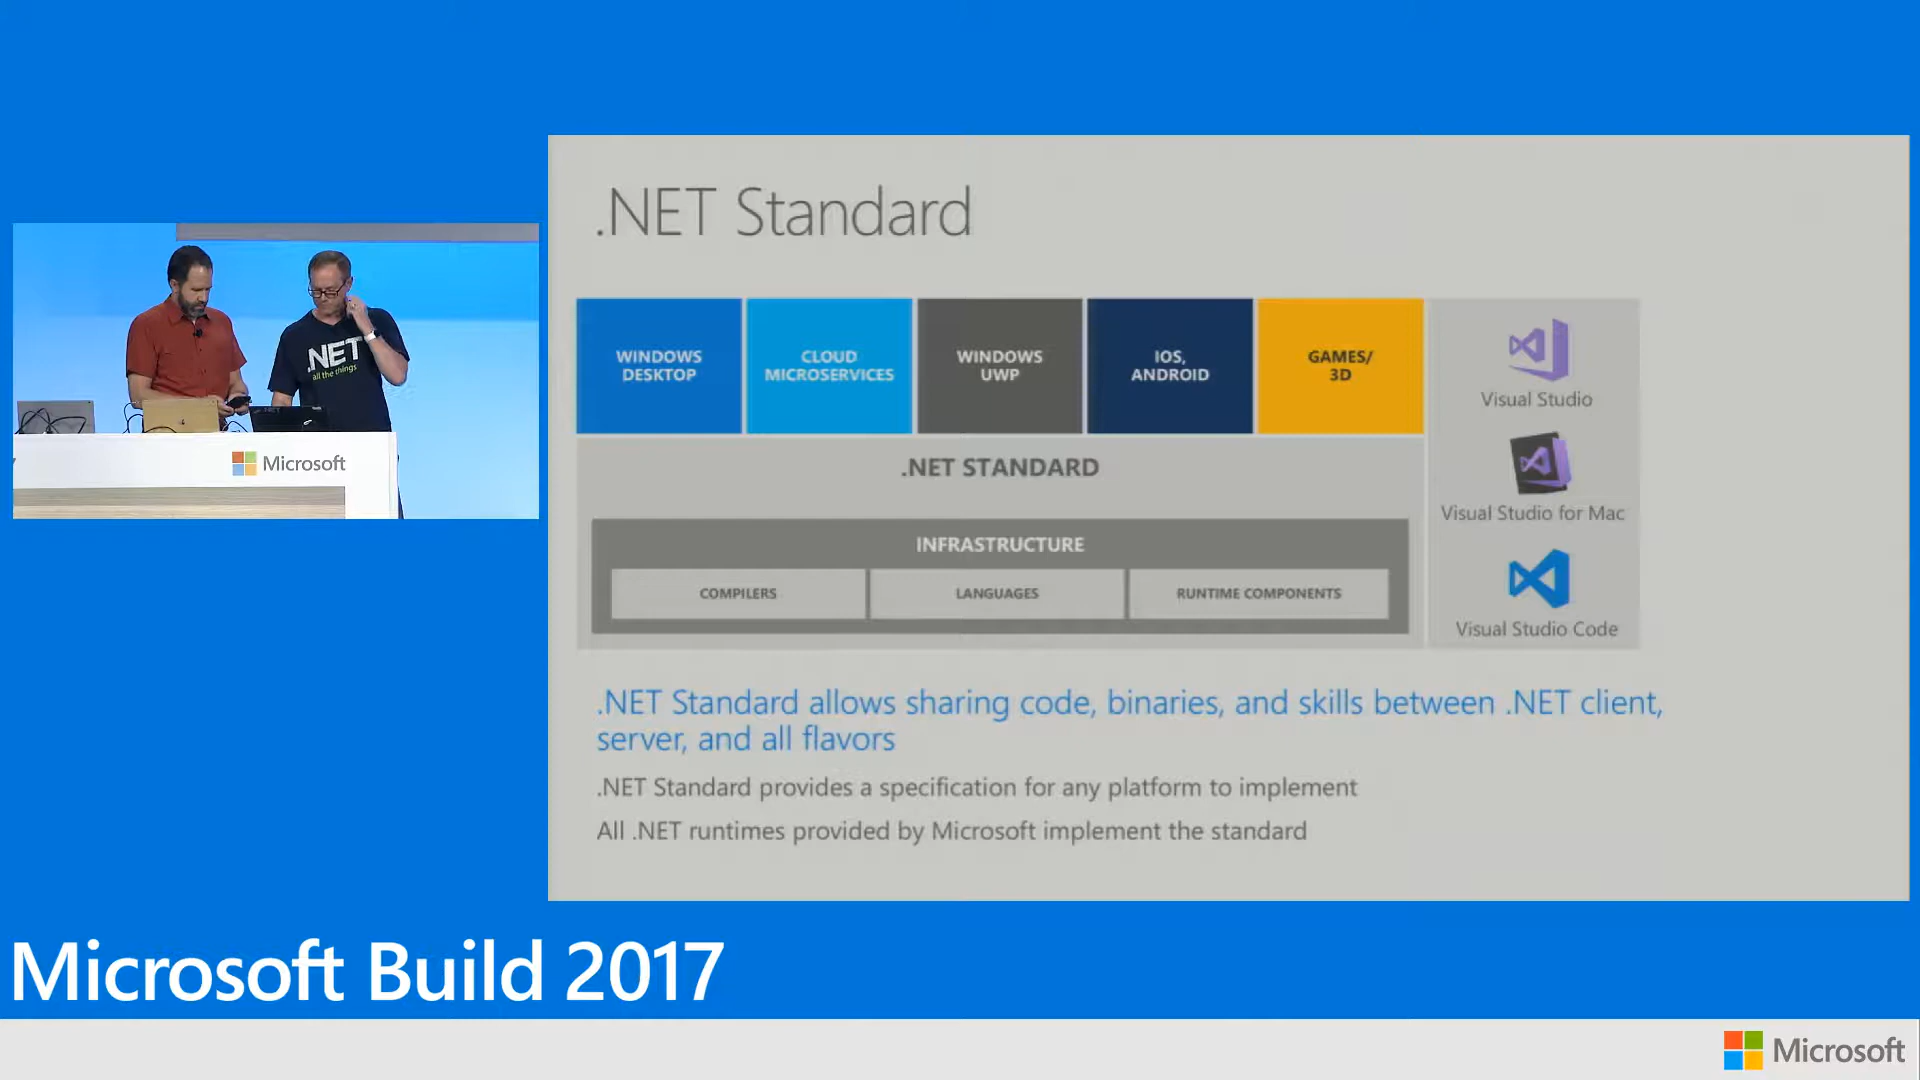 .NET Standard
WINDOWS
DESKTOP
CLOUD
MICROSERVICES
WINDOWS
UWP
IOS,
ANDROID
GAMES/
3D
Visual Studio
Visual Studio for Mac
Visual Studio Code
.NET STANDARD
INFRASTRUCTURE
COMPILERS
LANGUAGES
RUNTIME COMPONENTS
.NET Standard allows sharing code, binaries, and skills between .NET client,
server, and all flavors
.NET Standard provides a specification for any platform to implement
All .NET runtimes provided by Microsoft implement the standard
.NET
all the things
.NET
Microsoft
Microsoft Build 2017
Microsoft